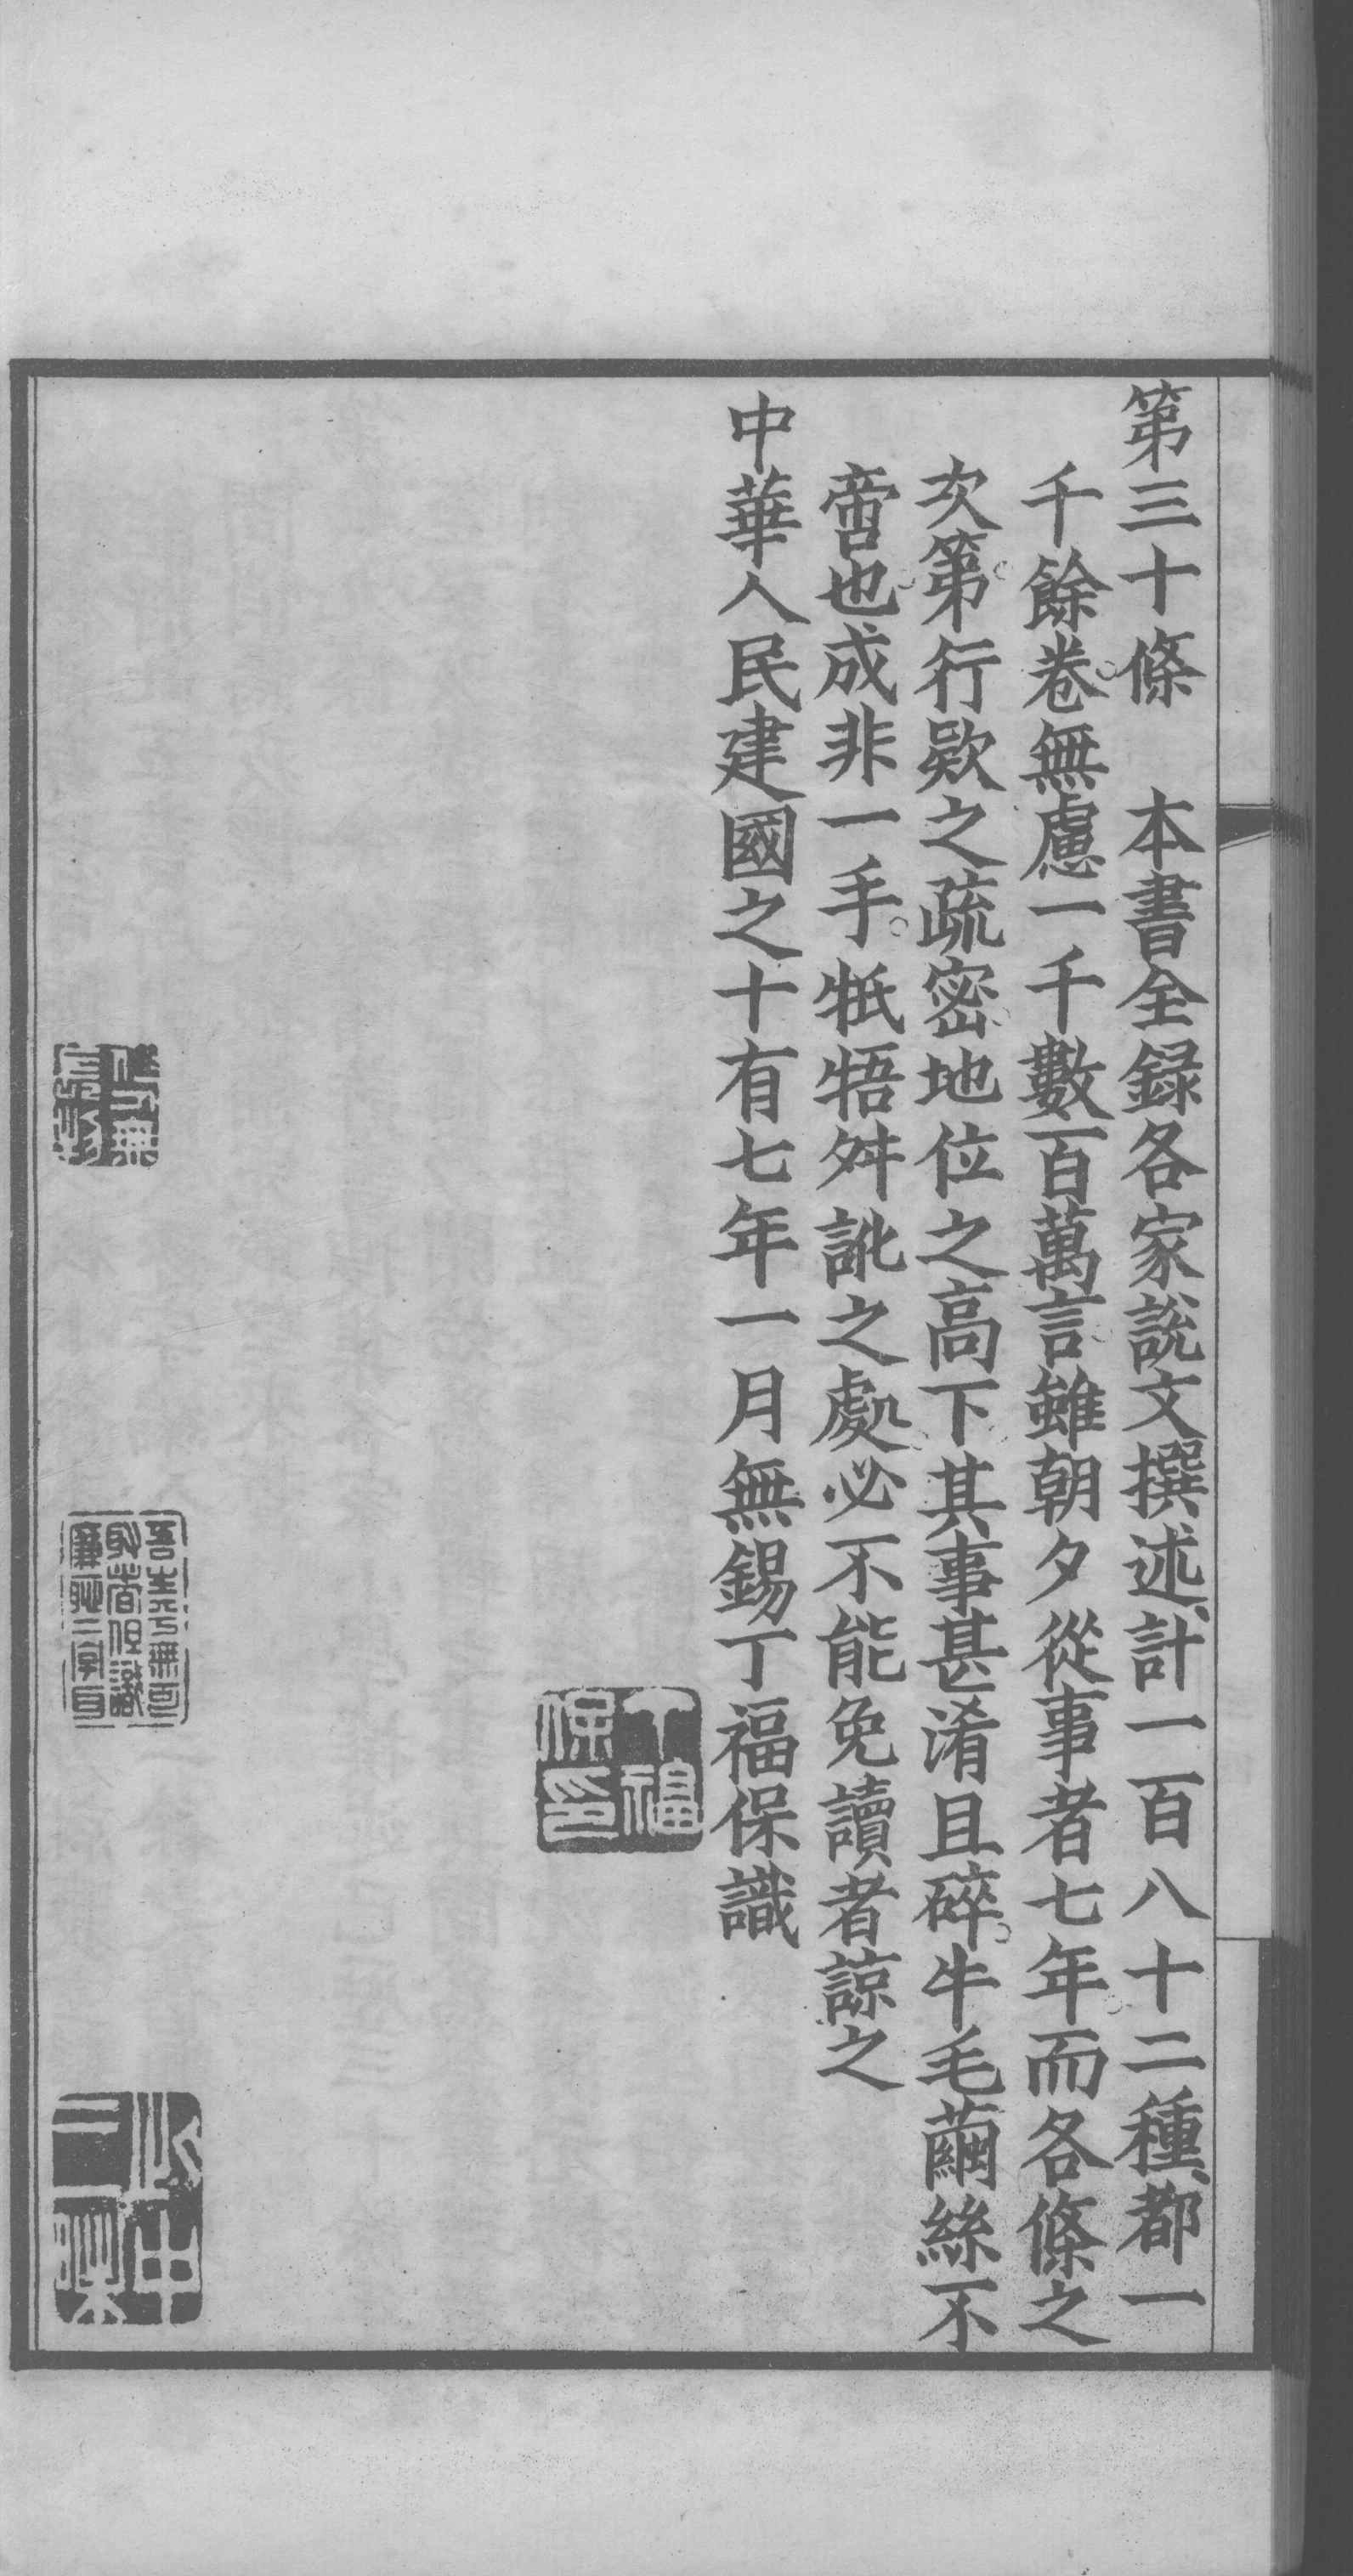 第三十條　本書全録各家說文撰述、計一百八十二種、都一
千餘卷。無慮一千數百萬言。雖朝夕從事者七年。而各條之
次第。行欵之疏密。地位之高下。其事甚淆且碎。牛毛繭絲不
啻也。成非一手。牴牾舛訛之處。必不能免。讀者諒之
中華人民建國之十有七年一月無錫丁福保識
丁福保印